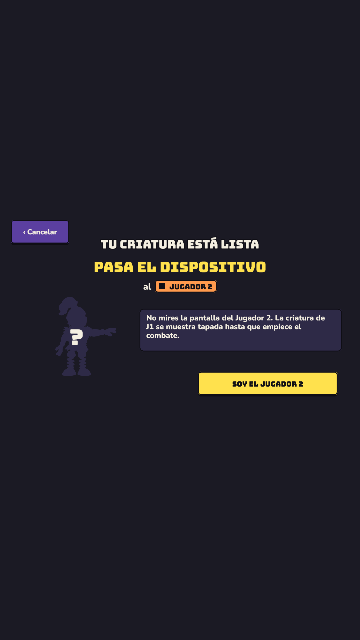 ‹ Cancelar
TU CRIATURA ESTÁ LISTA
PASA EL DISPOSITIVO
al JUGADOR 2
?
No mires la pantalla del Jugador 2. La criatura de
J1 se muestra tapada hasta que empiece el
combate.
SOY EL JUGADOR 2